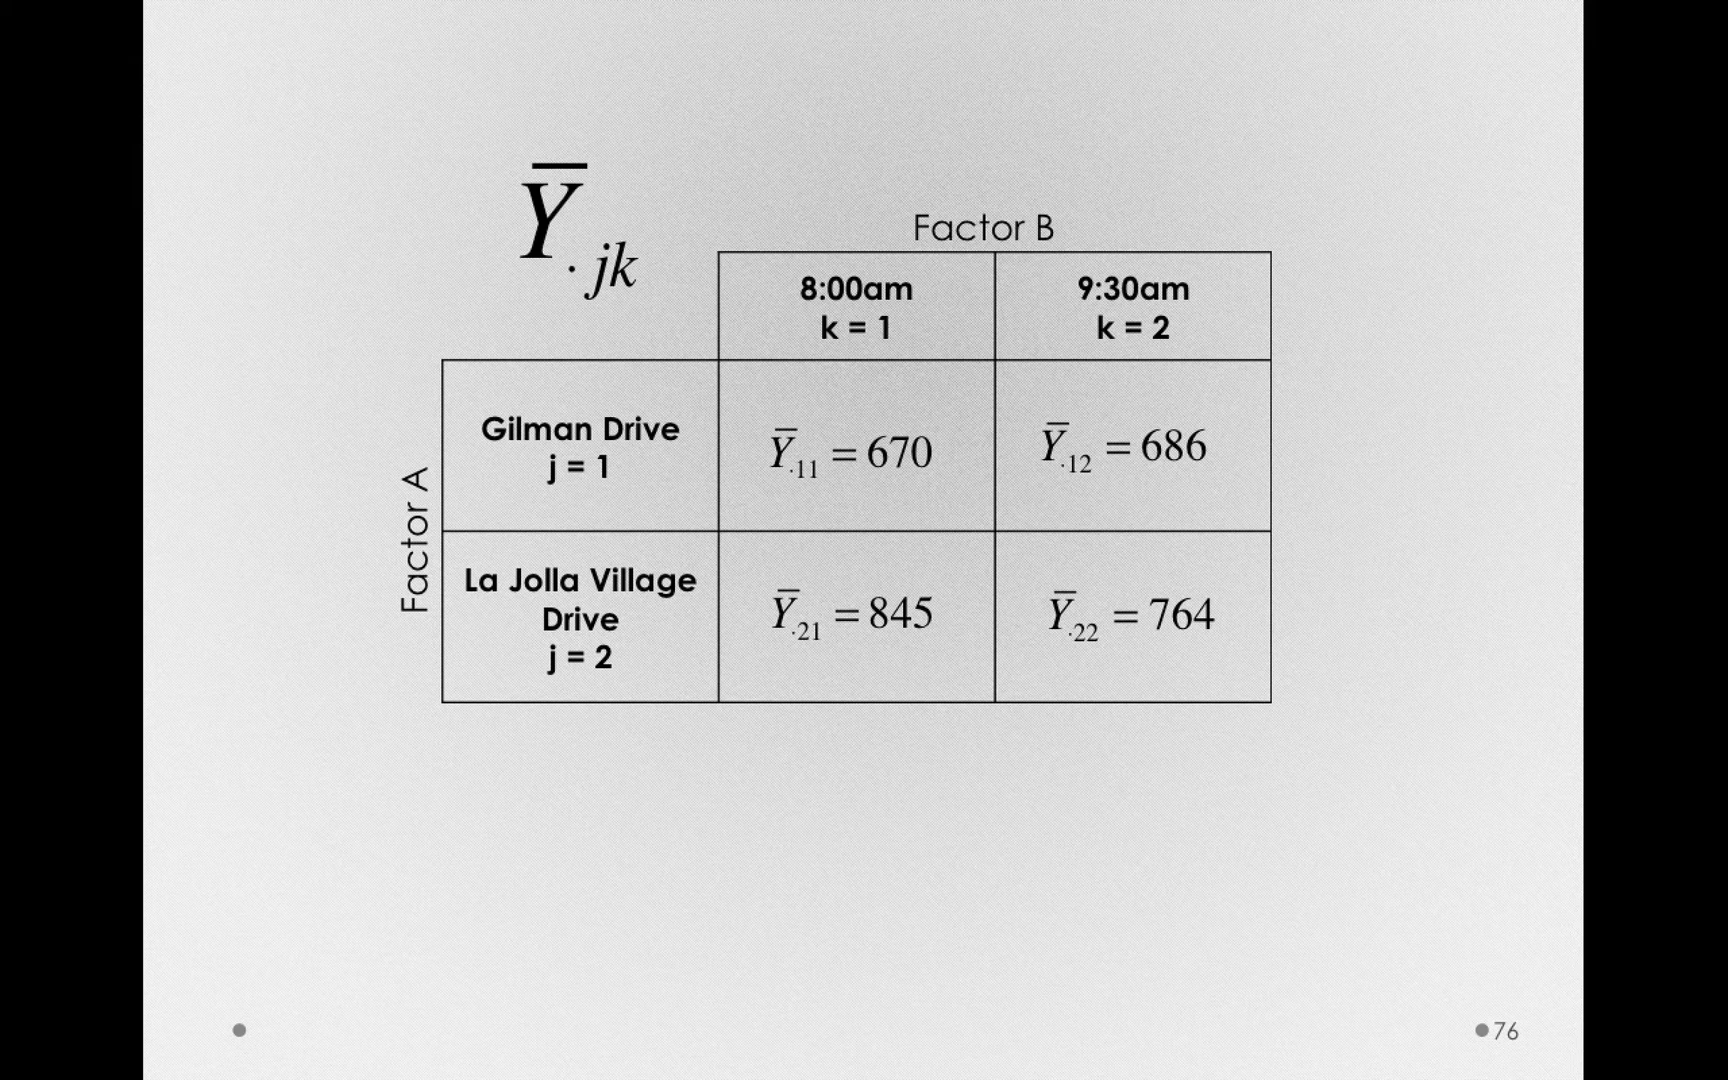 Y̅.jk
Factor B
8:00am
k = 1
9:30am
k = 2
Factor A
Gilman Drive
j = 1
Y̅.11 = 670
Y̅.12 = 686
La Jolla Village
Drive
j = 2
Y̅.21 = 845
Y̅.22 = 764
76